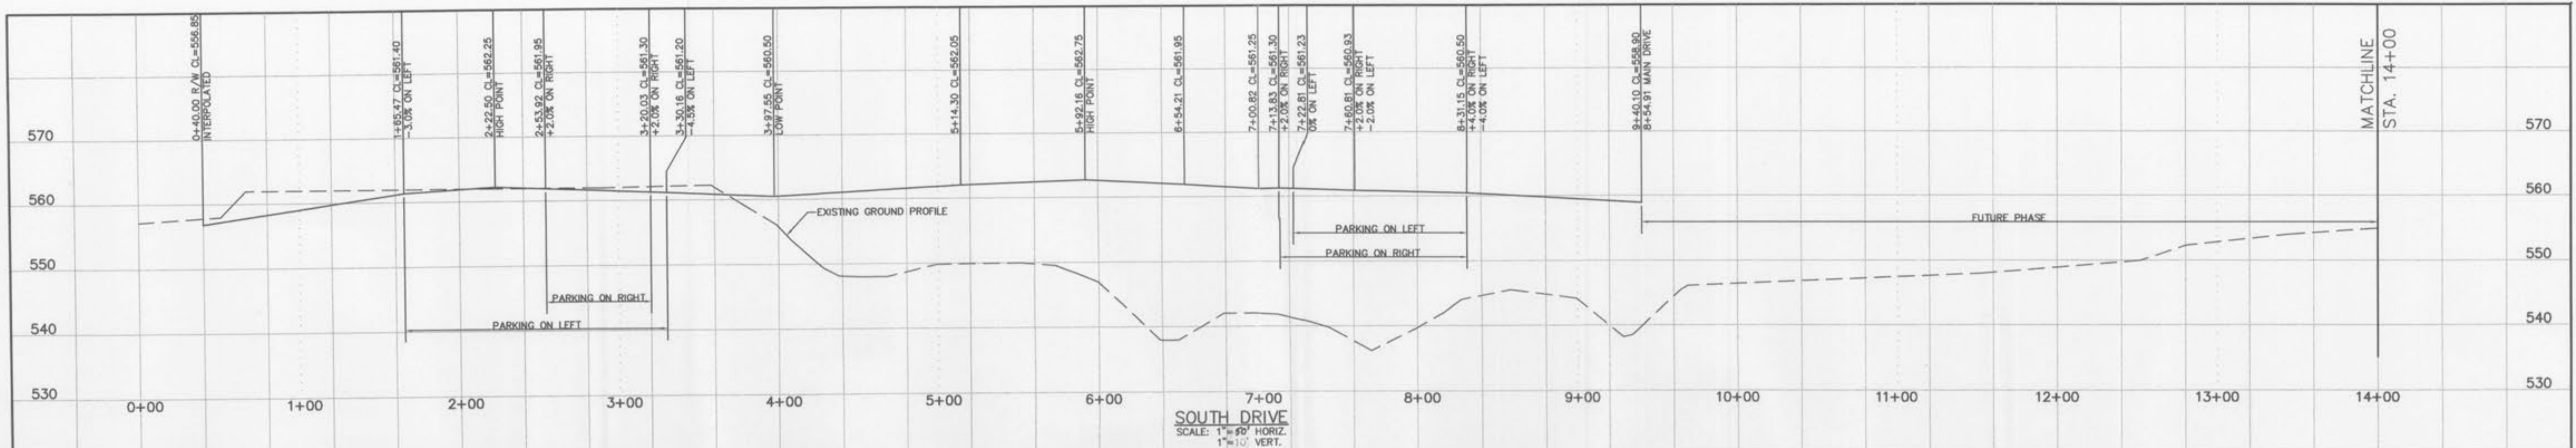 0+40.00 R/W CL=556.85
INTERPOLATED
1+65.47 CL=561.40
-3.0% ON LEFT
2+22.50 CL=562.25
HIGH POINT
2+53.92 CL=561.95
+2.0% ON RIGHT
3+20.03 CL=561.30
+2.0% ON RIGHT
3+30.16 CL=561.20
-4.5% ON LEFT
3+97.55 CL=560.50
LOW POINT
5+14.30 CL=562.05
5+92.16 CL=562.75
HIGH POINT
6+54.21 CL=561.95
7+00.82 CL=561.25
7+13.83 CL=561.30
+2.0% ON RIGHT
7+22.81 CL=561.23
0% ON LEFT
7+60.81 CL=560.93
+2.0% ON RIGHT
-2.0% ON LEFT
8+31.15 CL=560.50
+4.0% ON RIGHT
-4.0% ON LEFT
9+40.10 CL=558.90
8+54.91 MAIN DRIVE
MATCHLINE
STA. 14+00
570 570
560 560
EXISTING GROUND PROFILE
FUTURE PHASE
PARKING ON LEFT
PARKING ON RIGHT
550 550
PARKING ON RIGHT
PARKING ON LEFT
540 540
530 530
0+00 1+00 2+00 3+00 4+00 5+00 6+00 7+00 8+00 9+00 10+00 11+00 12+00 13+00 14+00
SOUTH DRIVE
SCALE: 1"= HORIZ.
1"=10' VERT.